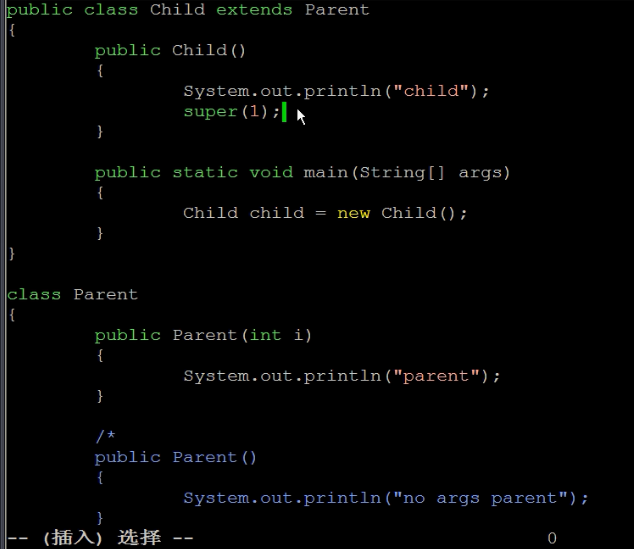 public class Child extends Parent
{
        public Child()
        {
                System.out.println("child");
                super(1);
        }

        public static void main(String[] args)
        {
                Child child = new Child();
        }
}

class Parent
{
        public Parent(int i)
        {
                System.out.println("parent");
        }

        /*
        public Parent()
        {
                System.out.println("no args parent");
        }
-- (插入) 选择 --                                0